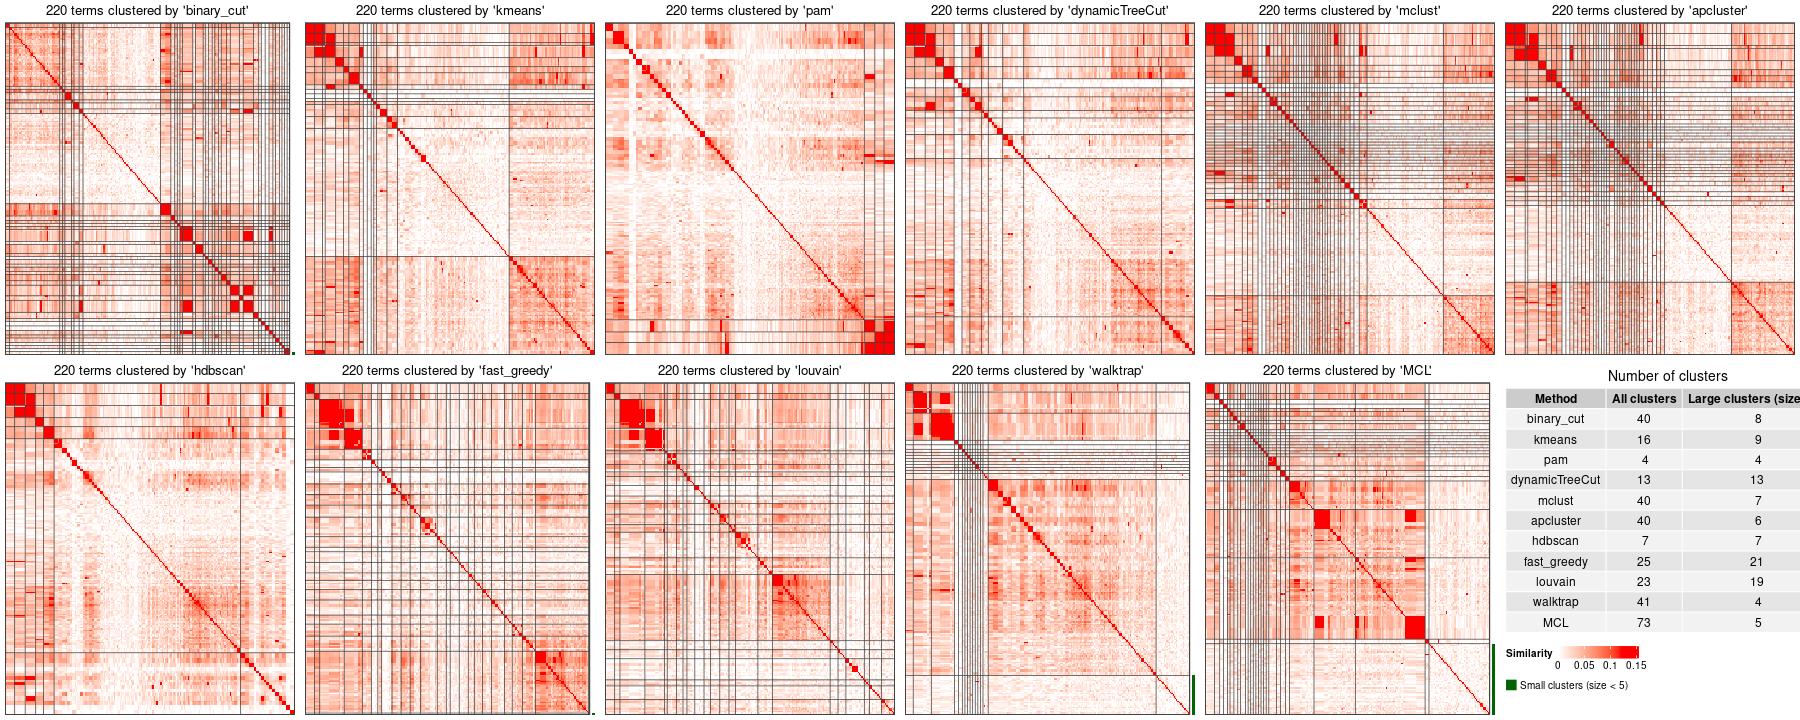 220 terms clustered by 'binary_cut'
220 terms clustered by 'kmeans'
220 terms clustered by 'pam'
220 terms clustered by 'dynamicTreeCut'
220 terms clustered by 'mclust'
220 terms clustered by 'apcluster'
220 terms clustered by 'hdbscan'
220 terms clustered by 'fast_greedy'
220 terms clustered by 'louvain'
220 terms clustered by 'walktrap'
220 terms clustered by 'MCL'
Number of clusters
Method All clusters Large clusters (size
binary_cut 40 8
kmeans 16 9
pam 4 4
dynamicTreeCut 13 13
mclust 40 7
apcluster 40 6
hdbscan 7 7
fast_greedy 25 21
louvain 23 19
walktrap 41 4
MCL 73 5
Similarity
0 0.05 0.1 0.15
Small clusters (size < 5)